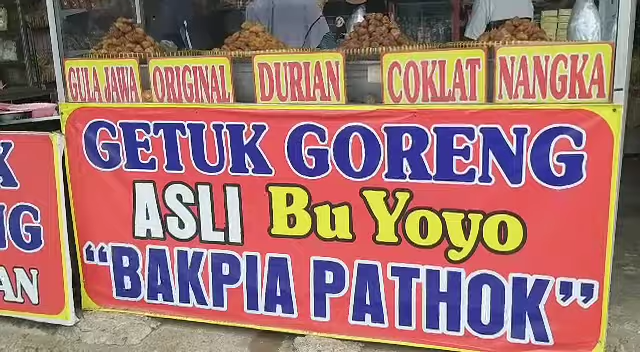 GULA JAWA
ORIGINAL
DURIAN
COKLAT
NANGKA
GETUK GORENG
ASLI Bu Yoyo
“BAKPIA PATHOK”